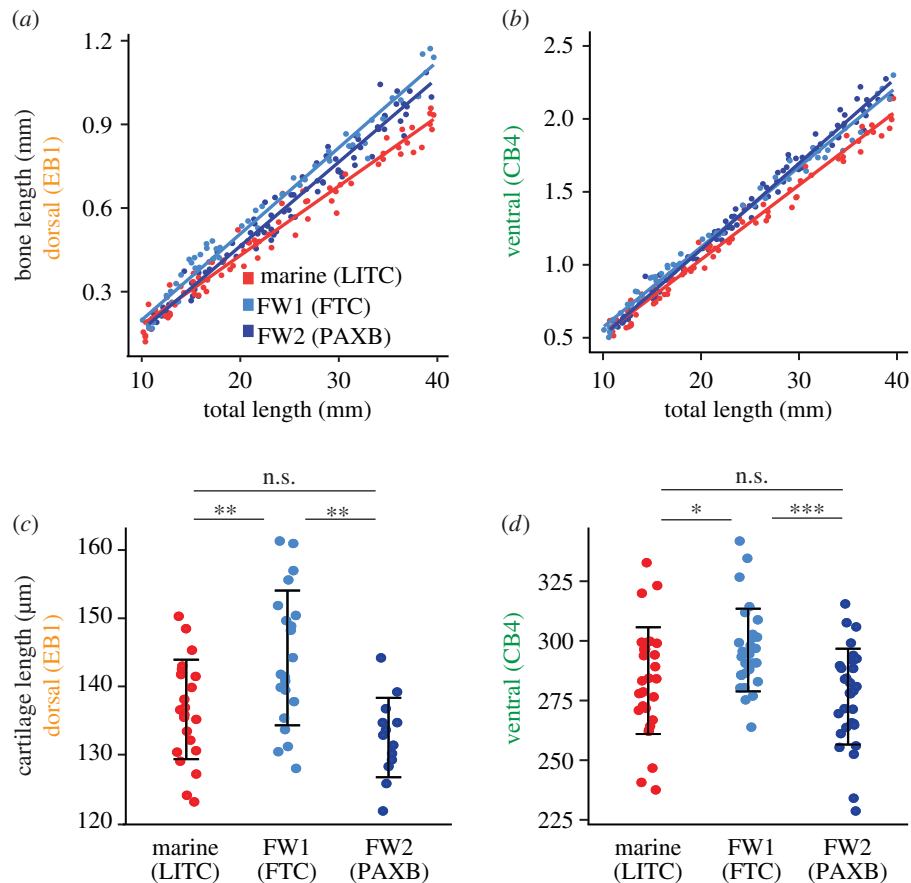 (a)
1.2
0.9
0.6
0.3
bone length (mm)
dorsal (EB1)
marine (LITC)
FW1 (FTC)
FW2 (PAXB)
10 20 30 40
total length (mm)
(b)
2.5
2.0
1.5
1.0
0.5
ventral (CB4)
10 20 30 40
total length (mm)
(c)
n.s.
** **
160
150
140
130
120
cartilage length (µm)
dorsal (EB1)
marine FW1 FW2
(LITC) (FTC) (PAXB)
(d)
n.s.
* ***
325
300
275
250
225
ventral (CB4)
marine FW1 FW2
(LITC) (FTC) (PAXB)